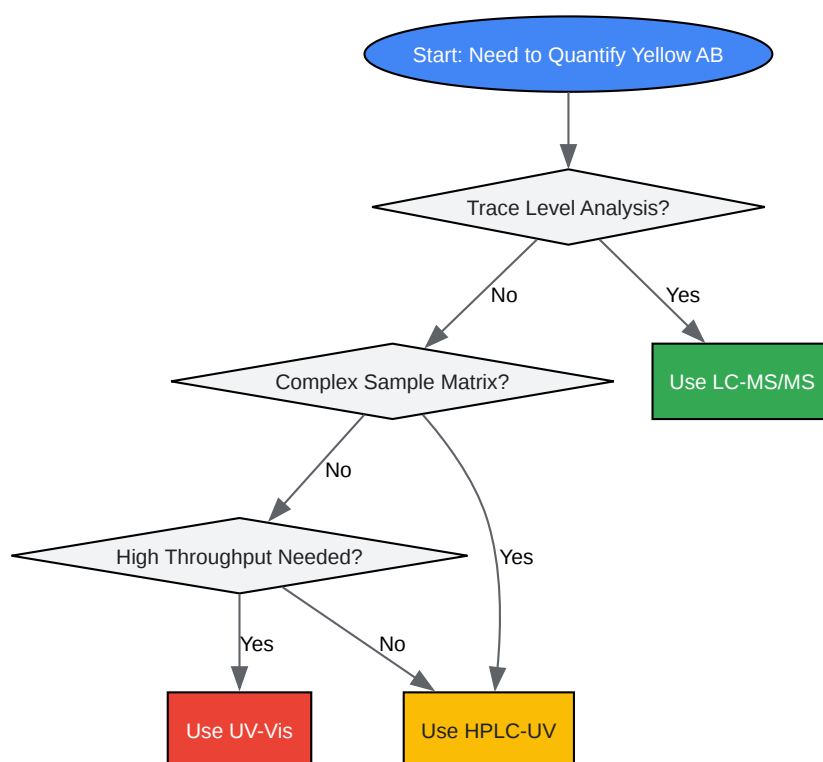 Start: Need to Quantify Yellow AB
Trace Level Analysis?
No
Yes
Complex Sample Matrix?
Use LC-MS/MS
No
Yes
High Throughput Needed?
Yes
No
Use UV-Vis
Use HPLC-UV